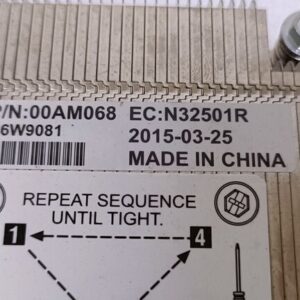 P/N:00AM068 EC:N32501R
6W9081 2015-03-25
MADE IN CHINA
REPEAT SEQUENCE
UNTIL TIGHT.
1 4